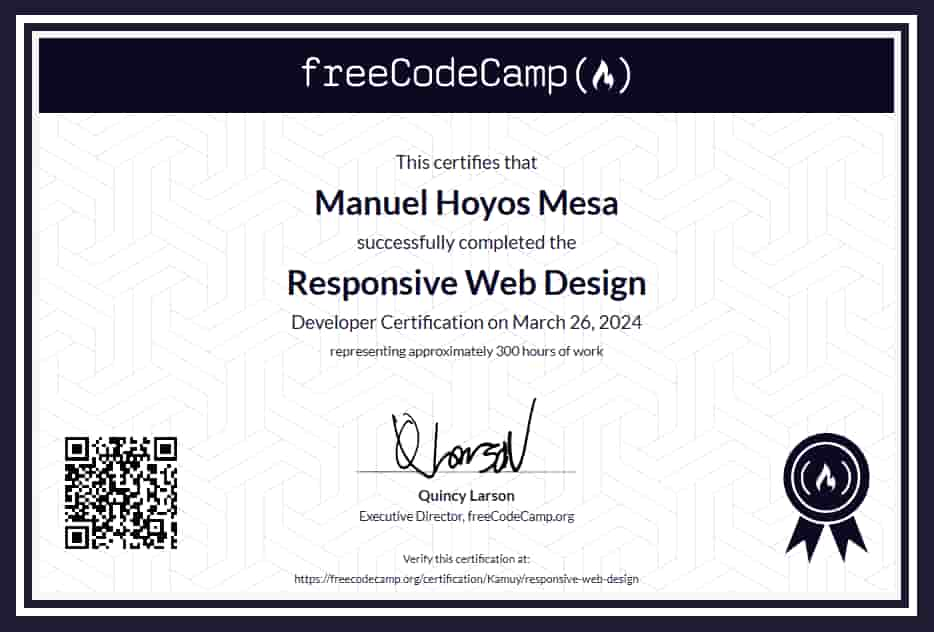 freeCodeCamp
This certifies that
Manuel Hoyos Mesa
successfully completed the
Responsive Web Design
Developer Certification on March 26, 2024
representing approximately 300 hours of work
Q Larson
Quincy Larson
Executive Director, freeCodeCamp.org
Verify this certification at:
https://freecodecamp.org/certification/Kamuy/responsive-web-design